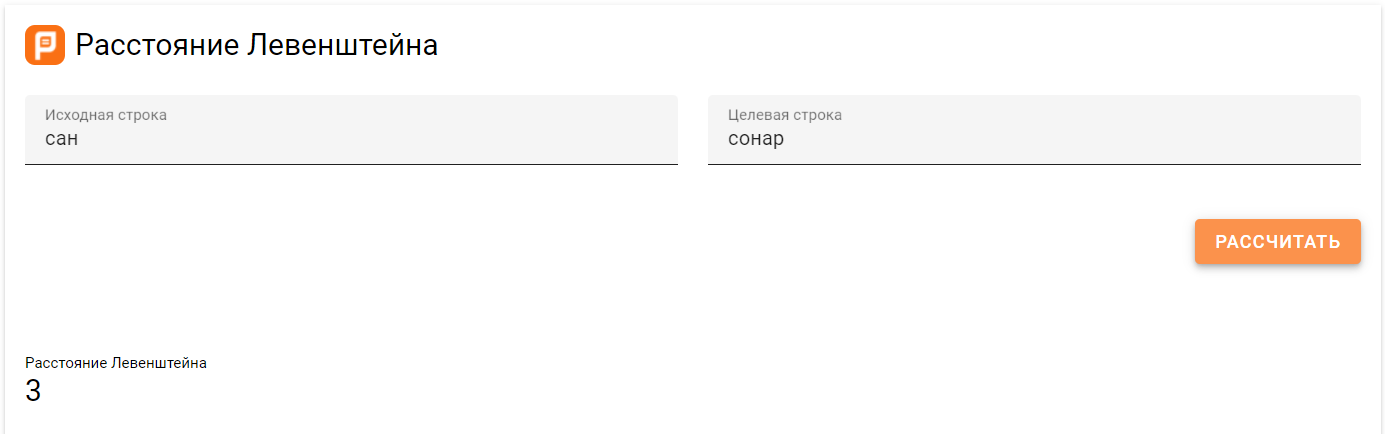 Расстояние Левенштейна
Исходная строка
сан
Целевая строка
сонар
РАССЧИТАТЬ
Расстояние Левенштейна
3